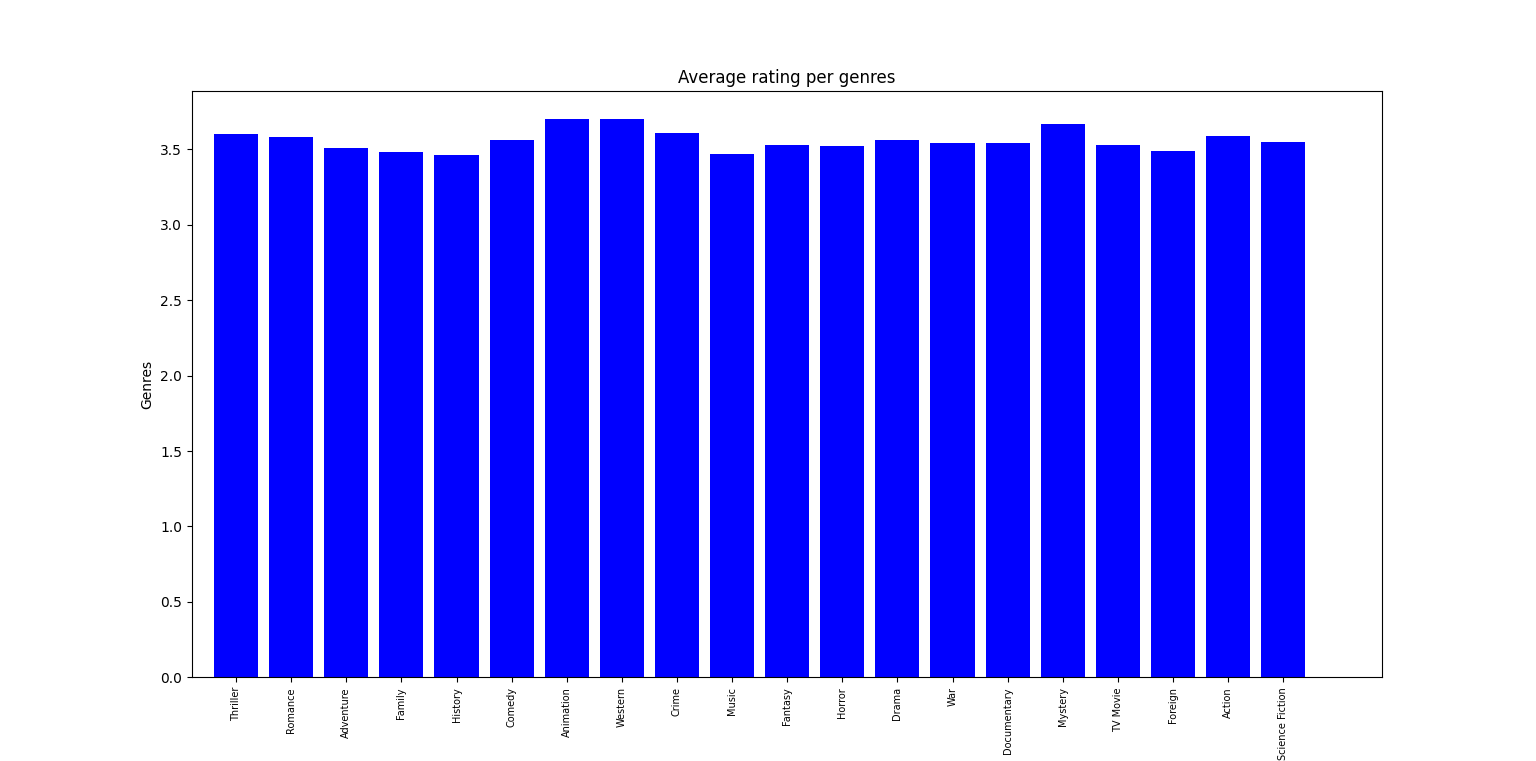 Average rating per genres
Genres
3.5
3.0
2.5
2.0
1.5
1.0
0.5
0.0
Thriller
Romance
Adventure
Family
History
Comedy
Animation
Western
Crime
Music
Fantasy
Horror
Drama
War
Documentary
Mystery
TV Movie
Foreign
Action
Science Fiction